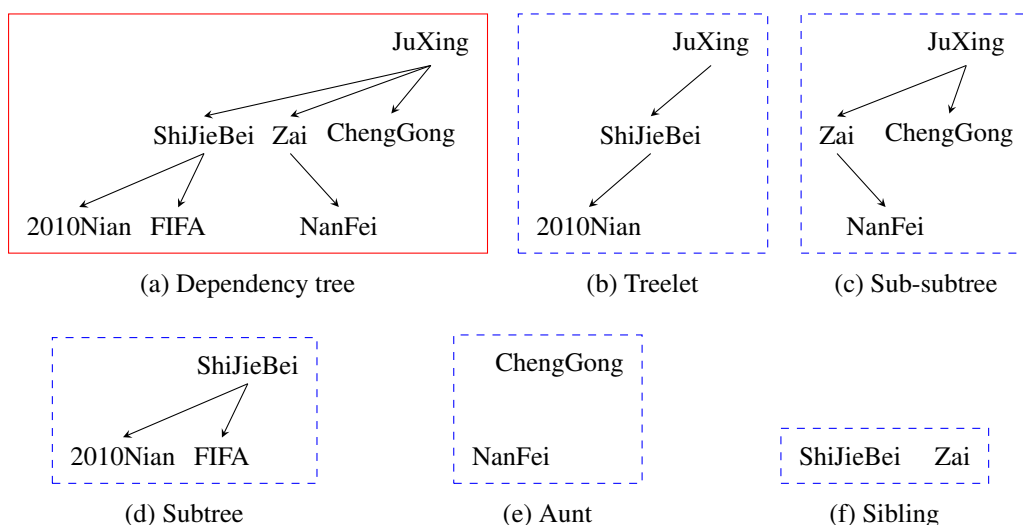 JuXing
ShiJieBei Zai ChengGong
2010Nian FIFA NanFei
(a) Dependency tree
JuXing
ShiJieBei
2010Nian
(b) Treelet
JuXing
Zai ChengGong
NanFei
(c) Sub-subtree
ShiJieBei
2010Nian FIFA
(d) Subtree
ChengGong
NanFei
(e) Aunt
ShiJieBei Zai
(f) Sibling